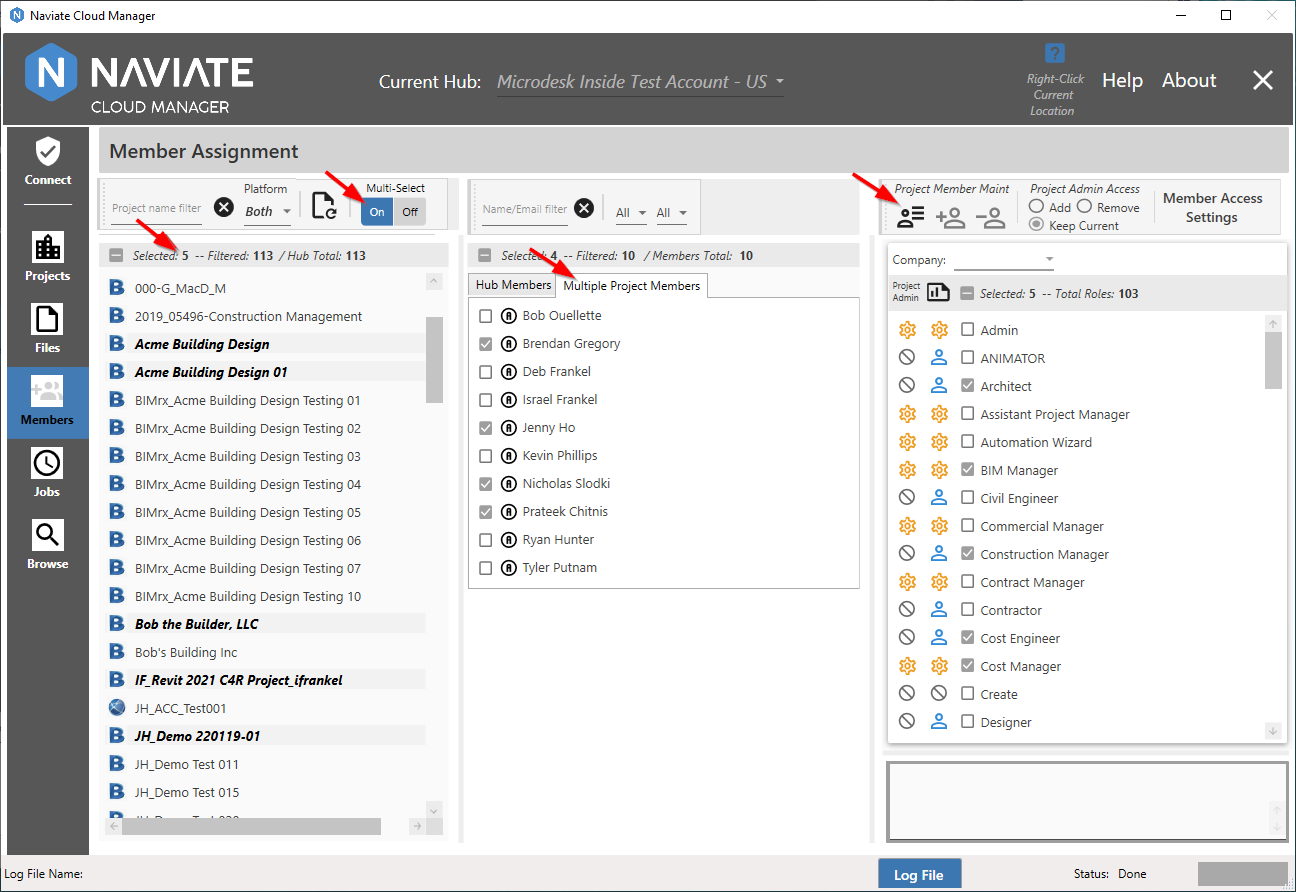 Naviate Cloud Manager
N NAVIATE
CLOUD MANAGER
Current Hub: Microdesk Inside Test Account - US
?
Right-Click
Current
Location
Help About
Connect
Projects
Files
Members
Jobs
Browse
Member Assignment
Project name filter
Platform
Both
Multi-Select
On Off
Selected: 5 -- Filtered: 113 / Hub Total: 113
000-G_MacD_M
2019_05496-Construction Management
Acme Building Design
Acme Building Design 01
BIMrx_Acme Building Design Testing 01
BIMrx_Acme Building Design Testing 02
BIMrx_Acme Building Design Testing 03
BIMrx_Acme Building Design Testing 04
BIMrx_Acme Building Design Testing 05
BIMrx_Acme Building Design Testing 06
BIMrx_Acme Building Design Testing 07
BIMrx_Acme Building Design Testing 10
Bob the Builder, LLC
Bob's Building Inc
IF_Revit 2021 C4R Project_ifrankel
JH_ACC_Test001
JH_Demo 220119-01
JH_Demo Test 011
JH_Demo Test 015
Name/Email filter
All All
Selected: 4 -- Filtered: 10 / Members Total: 10
Hub Members Multiple Project Members
Bob Ouellette
Brendan Gregory
Deb Frankel
Israel Frankel
Jenny Ho
Kevin Phillips
Nicholas Slodki
Prateek Chitnis
Ryan Hunter
Tyler Putnam
Project Member Maint
Project Admin Access
Add Remove
Keep Current
Member Access
Settings
Company:
Project
Admin
Selected: 5 -- Total Roles: 103
Admin
ANIMATOR
Architect
Assistant Project Manager
Automation Wizard
BIM Manager
Civil Engineer
Commercial Manager
Construction Manager
Contract Manager
Contractor
Cost Engineer
Cost Manager
Create
Designer
Log File Name:
Log File
Status: Done